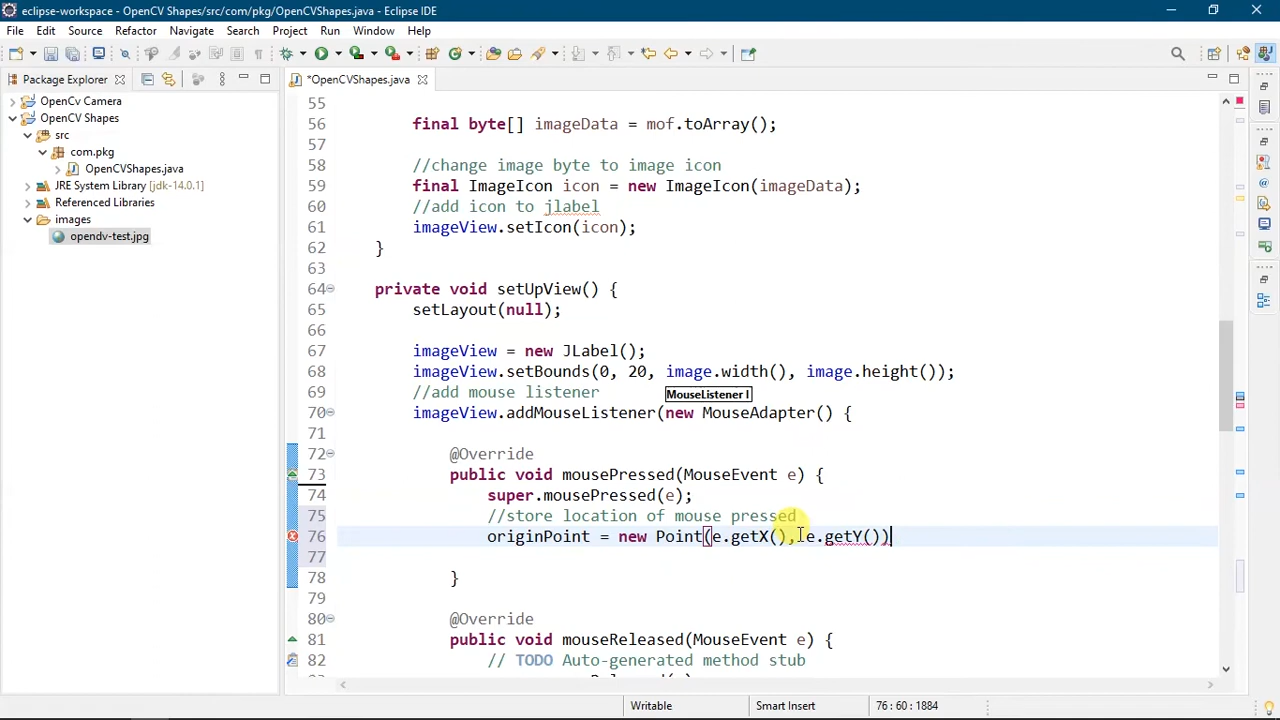 eclipse-workspace - OpenCV Shapes/src/com/pkg/OpenCVShapes.java - Eclipse IDE
File Edit Source Refactor Navigate Search Project Run Window Help
Package Explorer
*OpenCVShapes.java
OpenCv Camera
OpenCv Shapes
src
com.pkg
OpenCVShapes.java
JRE System Library [jdk-14.0.1]
Referenced Libraries
images
opendv-test.jpg
55
56 final byte[] imageData = mof.toArray();
57
58 //change image byte to image icon
59 final ImageIcon icon = new ImageIcon(imageData);
60 //add icon to jlabel
61 imageView.setIcon(icon);
62 }
63
64 private void setUpView() {
65 setLayout(null);
66
67 imageView = new JLabel();
68 imageView.setBounds(0, 20, image.width(), image.height());
69 //add mouse listener
MouseListener l
70 imageView.addMouseListener(new MouseAdapter() {
71
72 @Override
73 public void mousePressed(MouseEvent e) {
74 super.mousePressed(e);
75 //store location of mouse pressed
76 originPoint = new Point(e.getX(), e.getY())
77
78 }
79
80 @Override
81 public void mouseReleased(MouseEvent e) {
82 // TODO Auto-generated method stub
Writable Smart Insert 76 : 60 : 1884